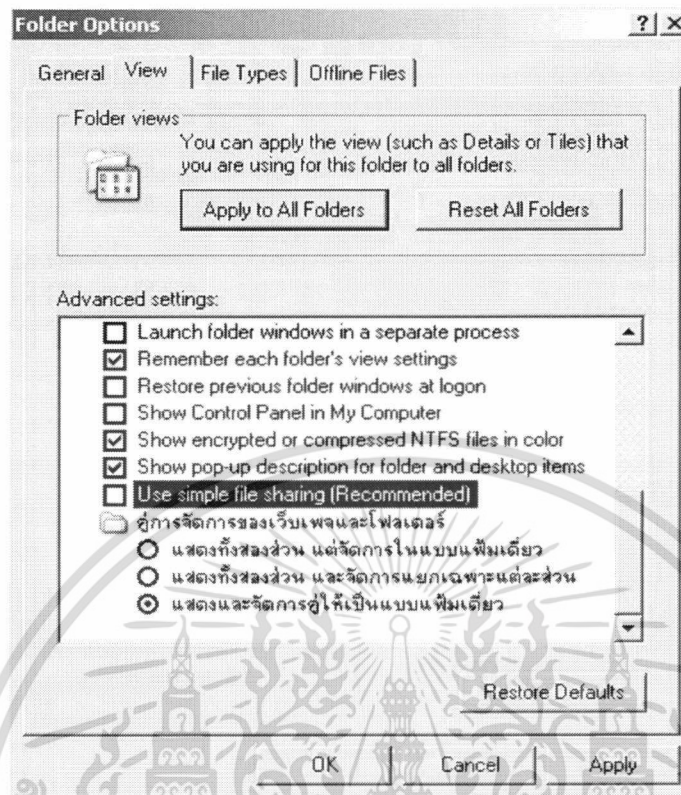 Folder Options
General View File Types Offline Files
Folder views
You can apply the view (such as Details or Tiles) that
you are using for this folder to all folders.
Apply to All Folders Reset All Folders
Advanced settings:
Launch folder windows in a separate process
Remember each folder's view settings
Restore previous folder windows at logon
Show Control Panel in My Computer
Show encrypted or compressed NTFS files in color
Show pop-up description for folder and desktop items
Use simple file sharing (Recommended)
คู่การจัดการของเว็บเพจและโฟลเดอร์
แสดงทั้งสองส่วน แต่จัดการในแบบแฟ้มเดียว
แสดงทั้งสองส่วน และจัดการแยกเฉพาะแต่ละส่วน
แสดงและจัดการคู่ให้เป็นแบบแฟ้มเดียว
Restore Defaults
OK Cancel Apply